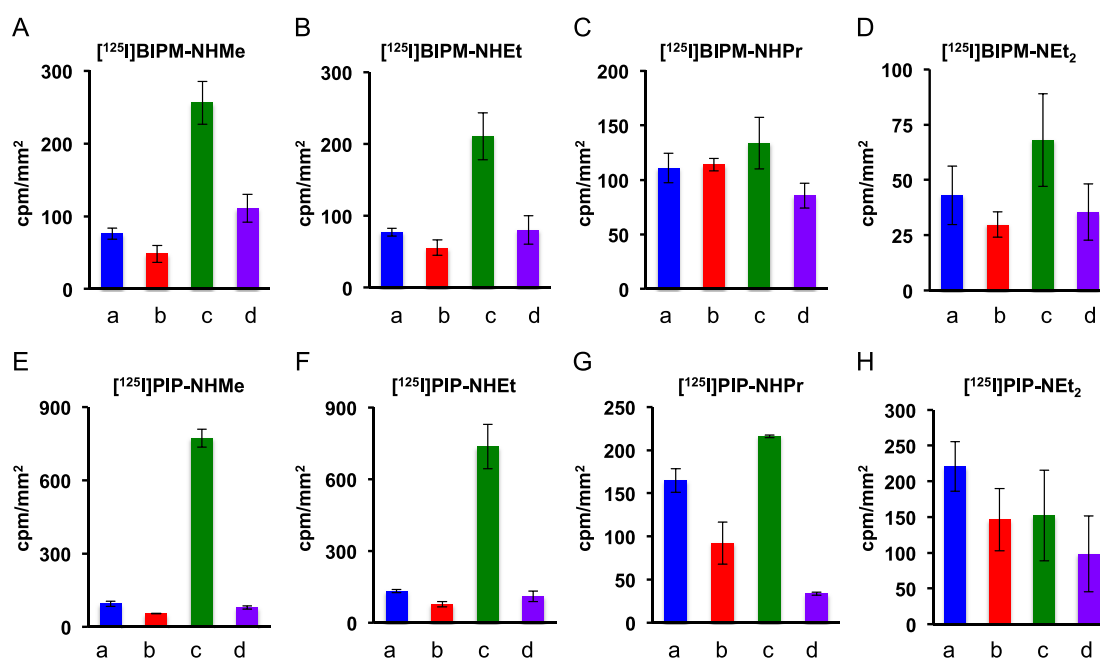 A
[¹²⁵I]BIPM-NHMe
cpm/mm²
300
200
100
0
a b c d
B
[¹²⁵I]BIPM-NHEt
cpm/mm²
300
200
100
0
a b c d
C
[¹²⁵I]BIPM-NHPr
cpm/mm²
200
150
100
50
0
a b c d
D
[¹²⁵I]BIPM-NEt₂
cpm/mm²
100
75
50
25
0
a b c d
E
[¹²⁵I]PIP-NHMe
cpm/mm²
900
600
300
0
a b c d
F
[¹²⁵I]PIP-NHEt
cpm/mm²
900
600
300
0
a b c d
G
[¹²⁵I]PIP-NHPr
cpm/mm²
250
200
150
100
50
0
a b c d
H
[¹²⁵I]PIP-NEt₂
cpm/mm²
300
250
200
150
100
50
0
a b c d